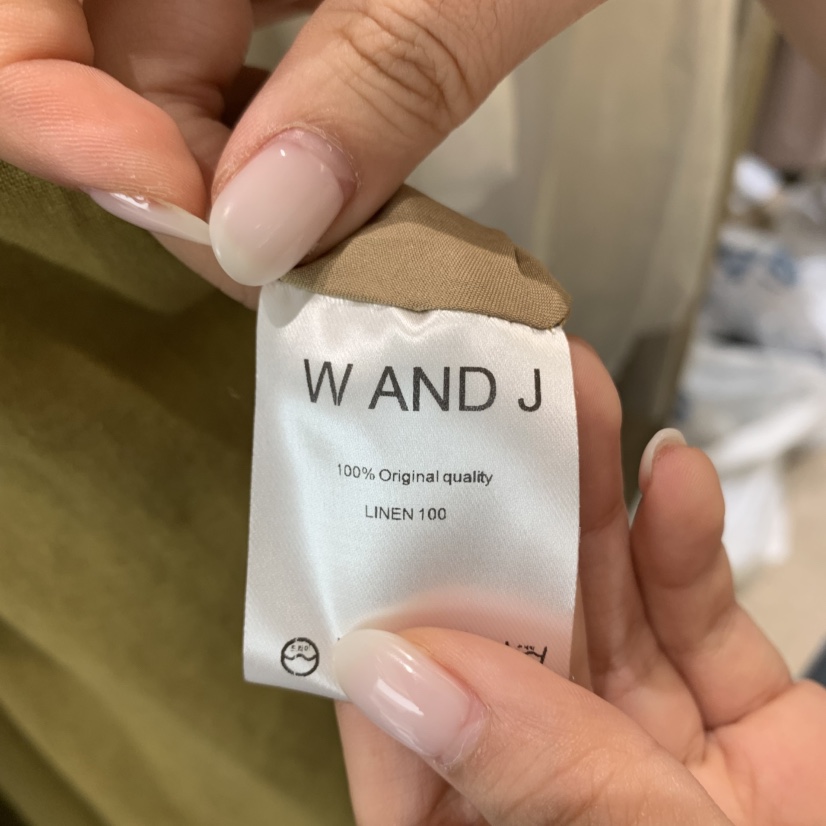 W AND J
100% Original quality
LINEN 100